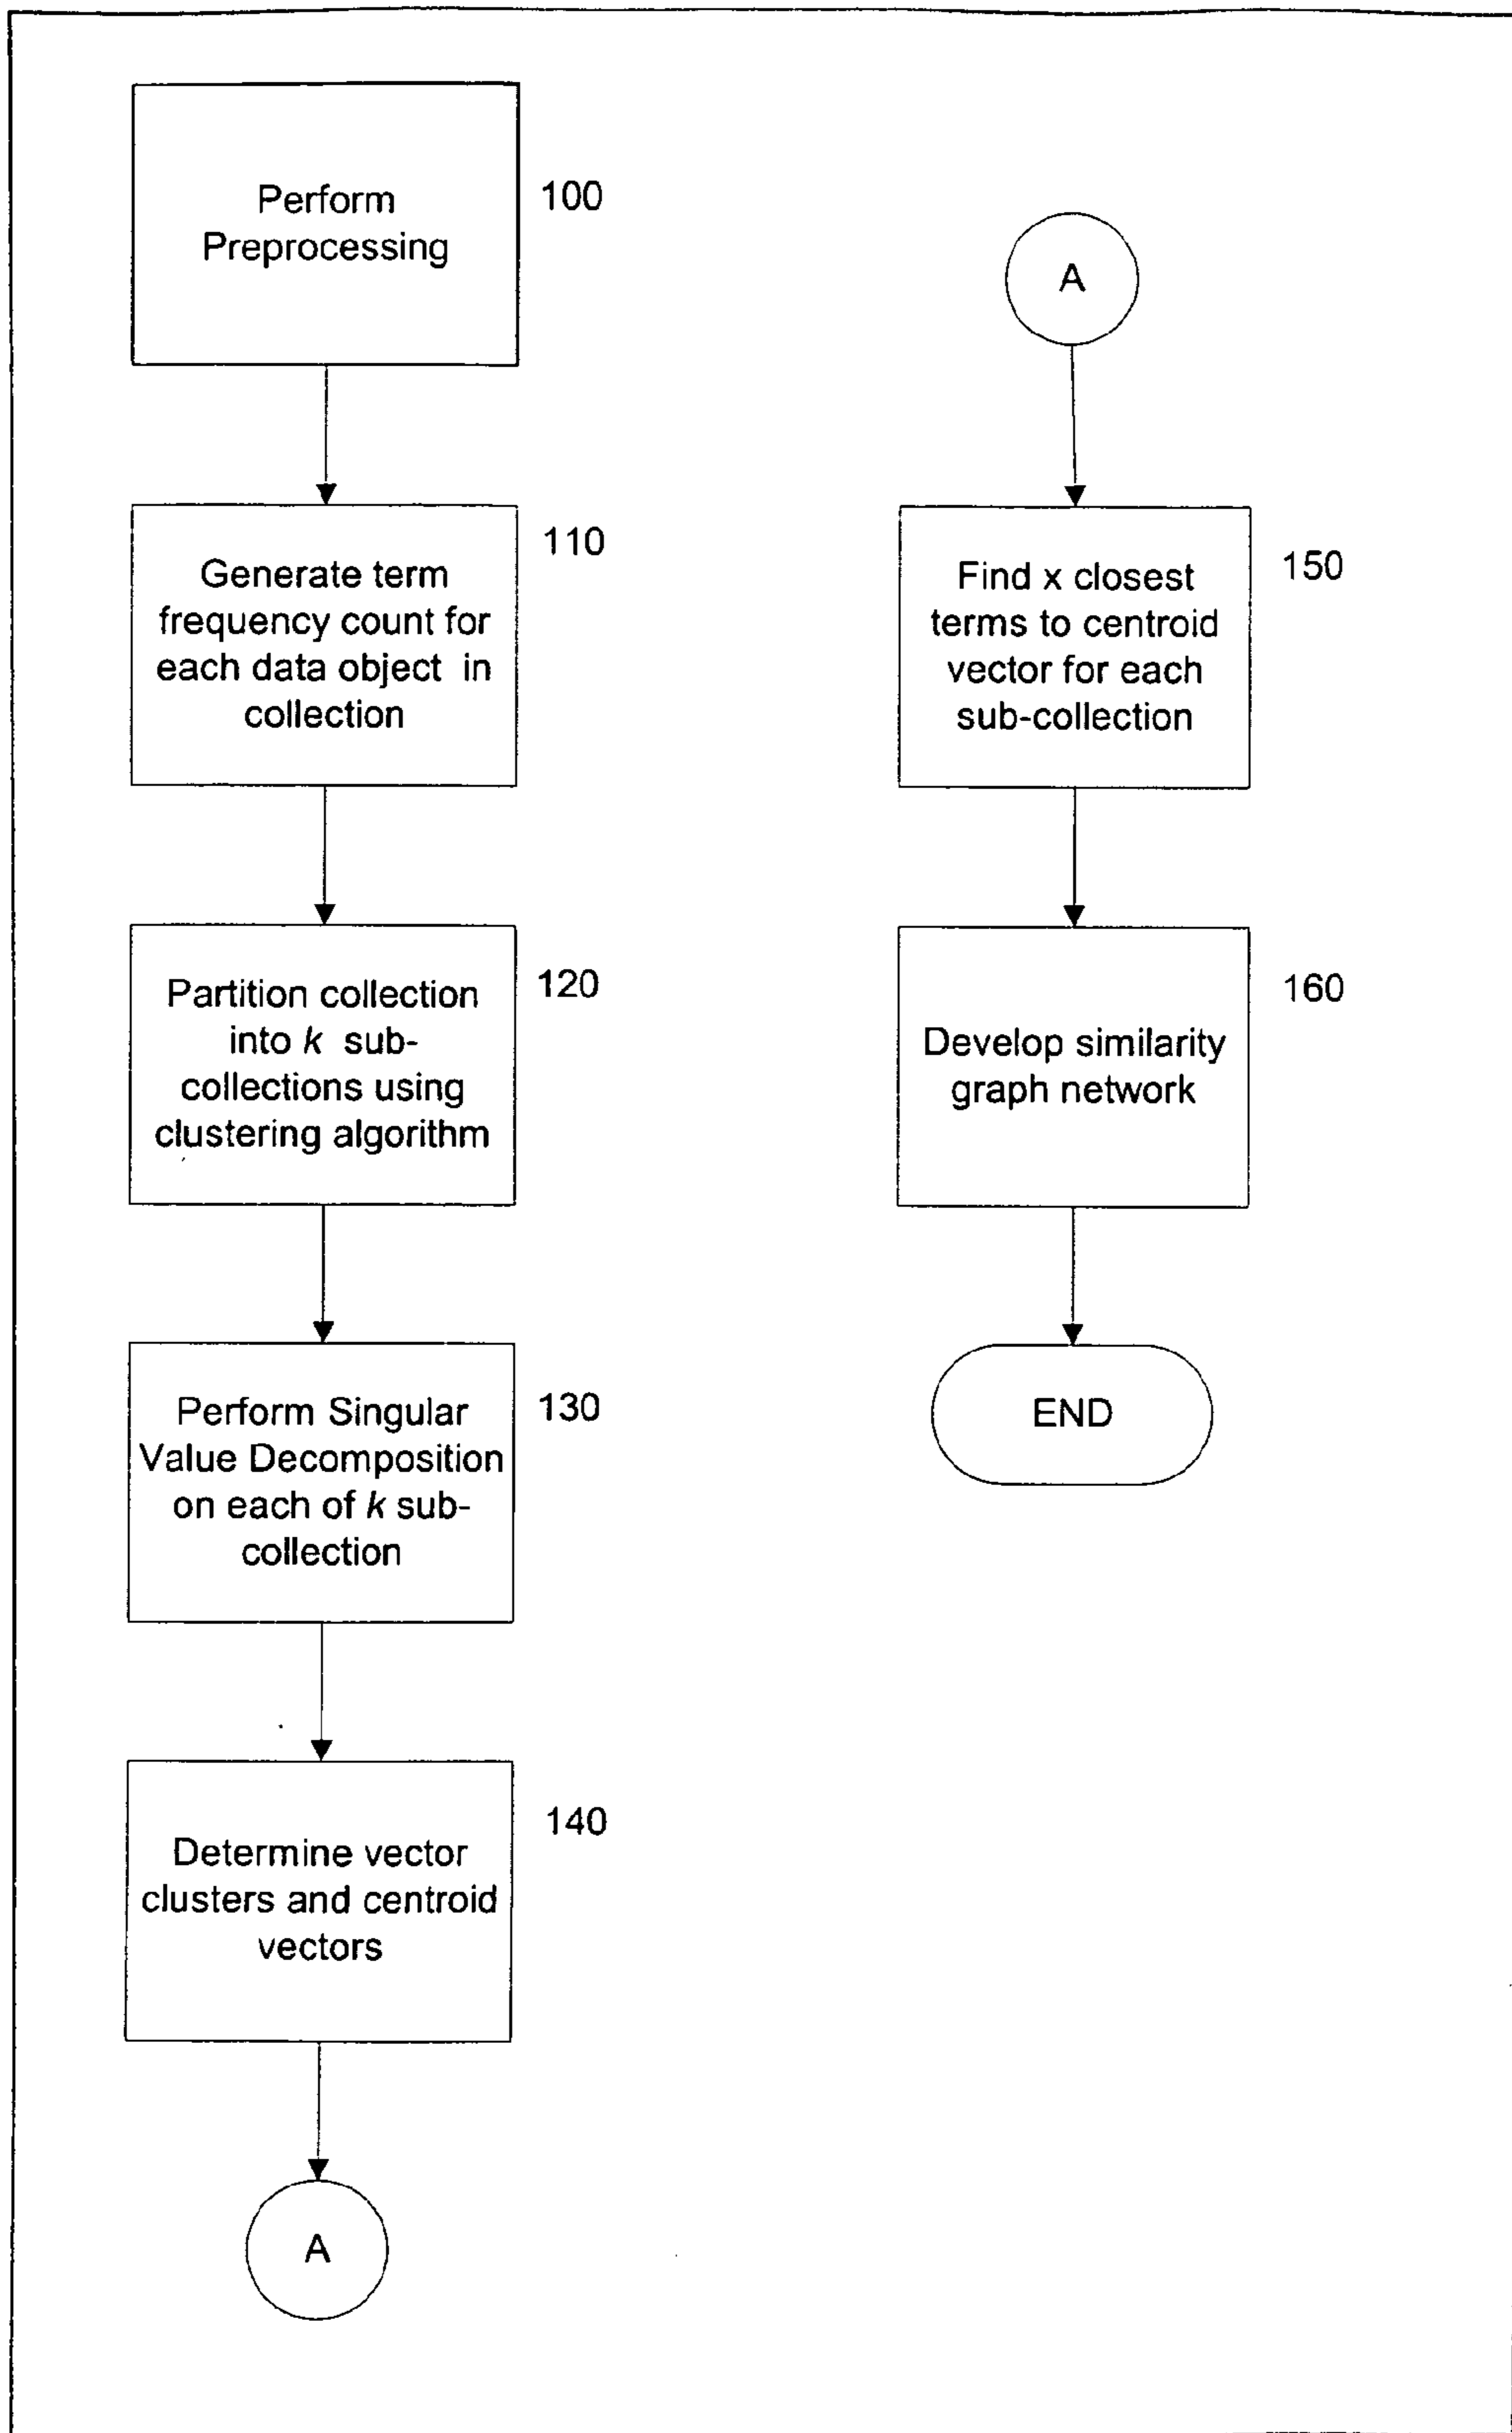 Perform
Preprocessing
100
Generate term
frequency count for
each data object in
collection
110
Partition collection
into k sub-
collections using
clustering algorithm
120
Perform Singular
Value Decomposition
on each of k sub-
collection
130
Determine vector
clusters and centroid
vectors
140
A
A
Find x closest
terms to centroid
vector for each
sub-collection
150
Develop similarity
graph network
160
END